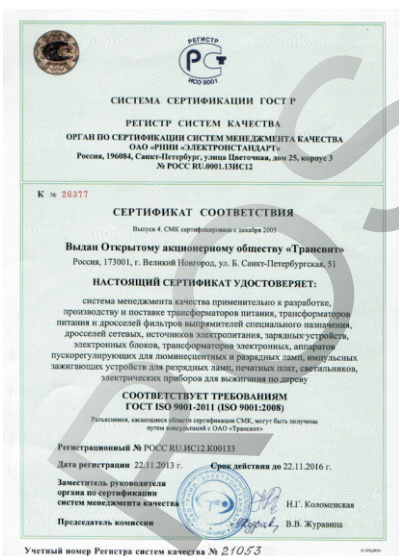 РЕГИСТР
ИСО 9001
СИСТЕМА СЕРТИФИКАЦИИ ГОСТ Р
РЕГИСТР СИСТЕМ КАЧЕСТВА
ОРГАН ПО СЕРТИФИКАЦИИ СИСТЕМ МЕНЕДЖМЕНТА КАЧЕСТВА
ОАО «РНИИ «ЭЛЕКТРОНСТАНДАРТ»
Россия, 196084, Санкт-Петербург, улица Цветочная, дом 25, корпус 3
№ РОСС RU.0001.13ИС12
К № 26377
СЕРТИФИКАТ СООТВЕТСТВИЯ
Выпуск 4. СМК сертифицирована с декабря 2003
Выдан Открытому акционерному обществу «Трансвит»
Россия, 173001, г. Великий Новгород, ул. Б. Санкт-Петербургская, 51
НАСТОЯЩИЙ СЕРТИФИКАТ УДОСТОВЕРЯЕТ:
система менеджмента качества применительно к разработке,
производству и поставке трансформаторов питания, трансформаторов
питания и дросселей фильтров выпрямителей специального назначения,
дросселей сетевых, источников электропитания, зарядных устройств,
электронных блоков, трансформаторов электронных, аппаратов
пускорегулирующих для люминесцентных и разрядных ламп, импульсных
зажигающих устройств для разрядных ламп, печатных плат, светильников,
электрических приборов для выжигания по дереву
СООТВЕТСТВУЕТ ТРЕБОВАНИЯМ
ГОСТ ISO 9001-2011 (ISO 9001:2008)
Разъяснения, касающиеся области сертификации СМК, могут быть получены
путем консультаций с ОАО «Трансвит»
Регистрационный № РОСС RU.ИС12.К00133
Дата регистрации 22.11.2013 г. Срок действия до 22.11.2016 г.
Заместитель руководителя
органа по сертификации
систем менеджмента качества Н.Г. Коломенская
Председатель комиссии В.В. Журавина
Учетный номер Регистра систем качества № 21053